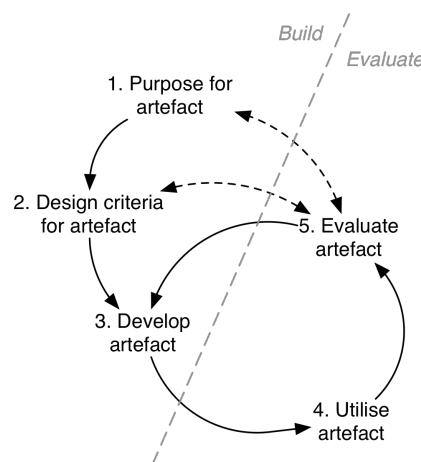 Build
Evaluate
1. Purpose for
artefact
2. Design criteria
for artefact
5. Evaluate
artefact
3. Develop
artefact
4. Utilise
artefact